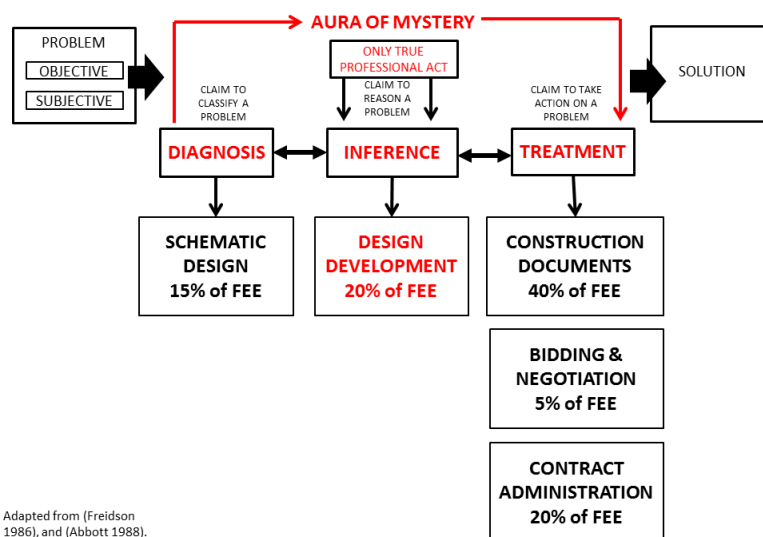 AURA OF MYSTERY
PROBLEM
OBJECTIVE
SUBJECTIVE
ONLY TRUE
PROFESSIONAL ACT
SOLUTION
CLAIM TO
CLASSIFY A
PROBLEM
CLAIM TO
REASON A
PROBLEM
CLAIM TO TAKE
ACTION ON A
PROBLEM
DIAGNOSIS
INFERENCE
TREATMENT
SCHEMATIC
DESIGN
15% of FEE
DESIGN
DEVELOPMENT
20% of FEE
CONSTRUCTION
DOCUMENTS
40% of FEE
BIDDING &
NEGOTIATION
5% of FEE
CONTRACT
ADMINISTRATION
20% of FEE
Adapted from (Freidson
1986), and (Abbott 1988).